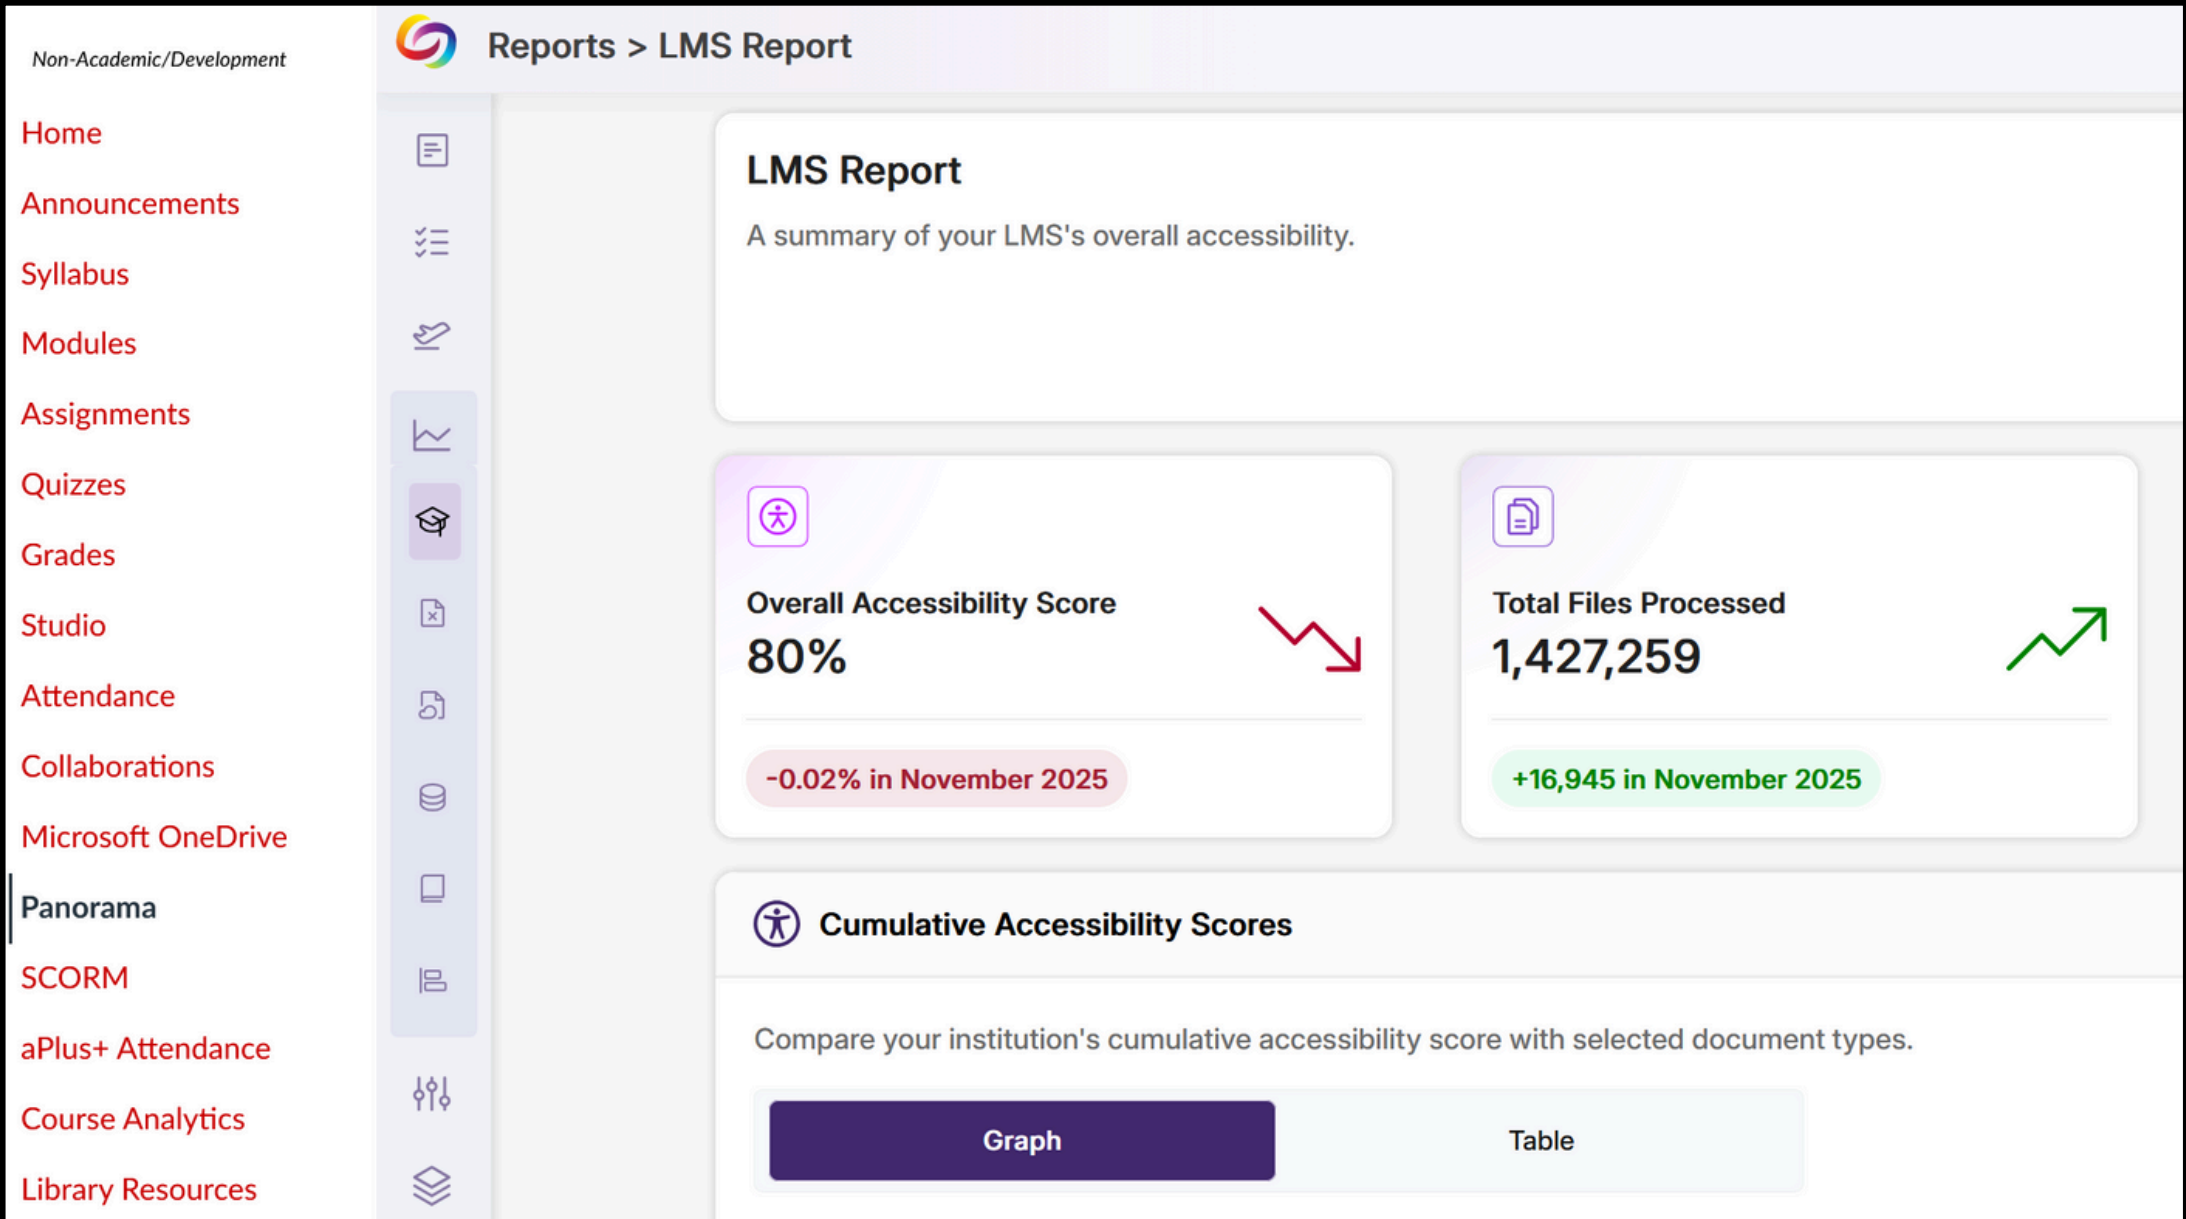 Non-Academic/Development
Home
Announcements
Syllabus
Modules
Assignments
Quizzes
Grades
Studio
Attendance
Collaborations
Microsoft OneDrive
Panorama
SCORM
aPlus+ Attendance
Course Analytics
Library Resources
Reports > LMS Report
LMS Report
A summary of your LMS's overall accessibility.
Overall Accessibility Score
80%
-0.02% in November 2025
Total Files Processed
1,427,259
+16,945 in November 2025
Cumulative Accessibility Scores
Compare your institution's cumulative accessibility score with selected document types.
Graph
Table